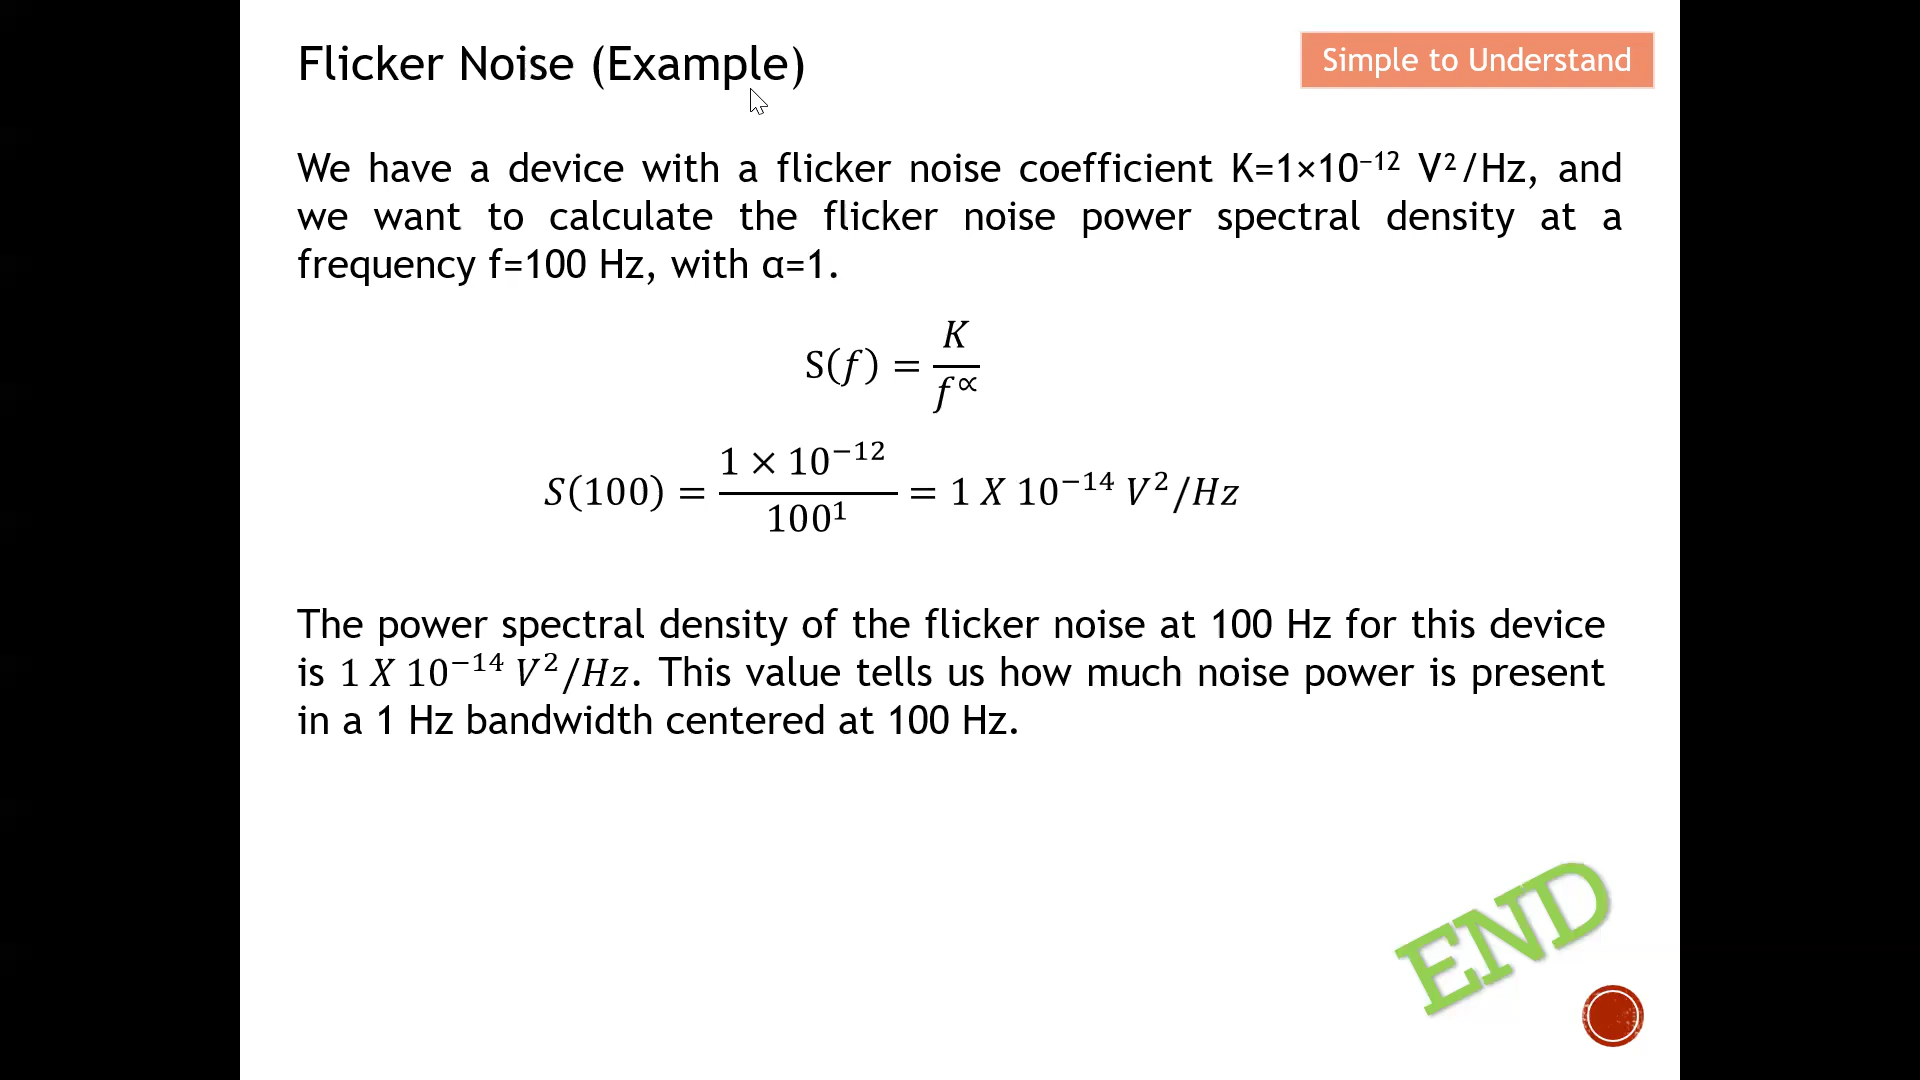 Flicker Noise (Example)
Simple to Understand
We have a device with a flicker noise coefficient K=1×10⁻¹² V²/Hz, and
we want to calculate the flicker noise power spectral density at a
frequency f=100 Hz, with α=1.
S(f) = K / f^∝
S(100) = 1 × 10⁻¹² / 100¹ = 1 X 10⁻¹⁴ V²/Hz
The power spectral density of the flicker noise at 100 Hz for this device
is 1 X 10⁻¹⁴ V²/Hz. This value tells us how much noise power is present
in a 1 Hz bandwidth centered at 100 Hz.
END